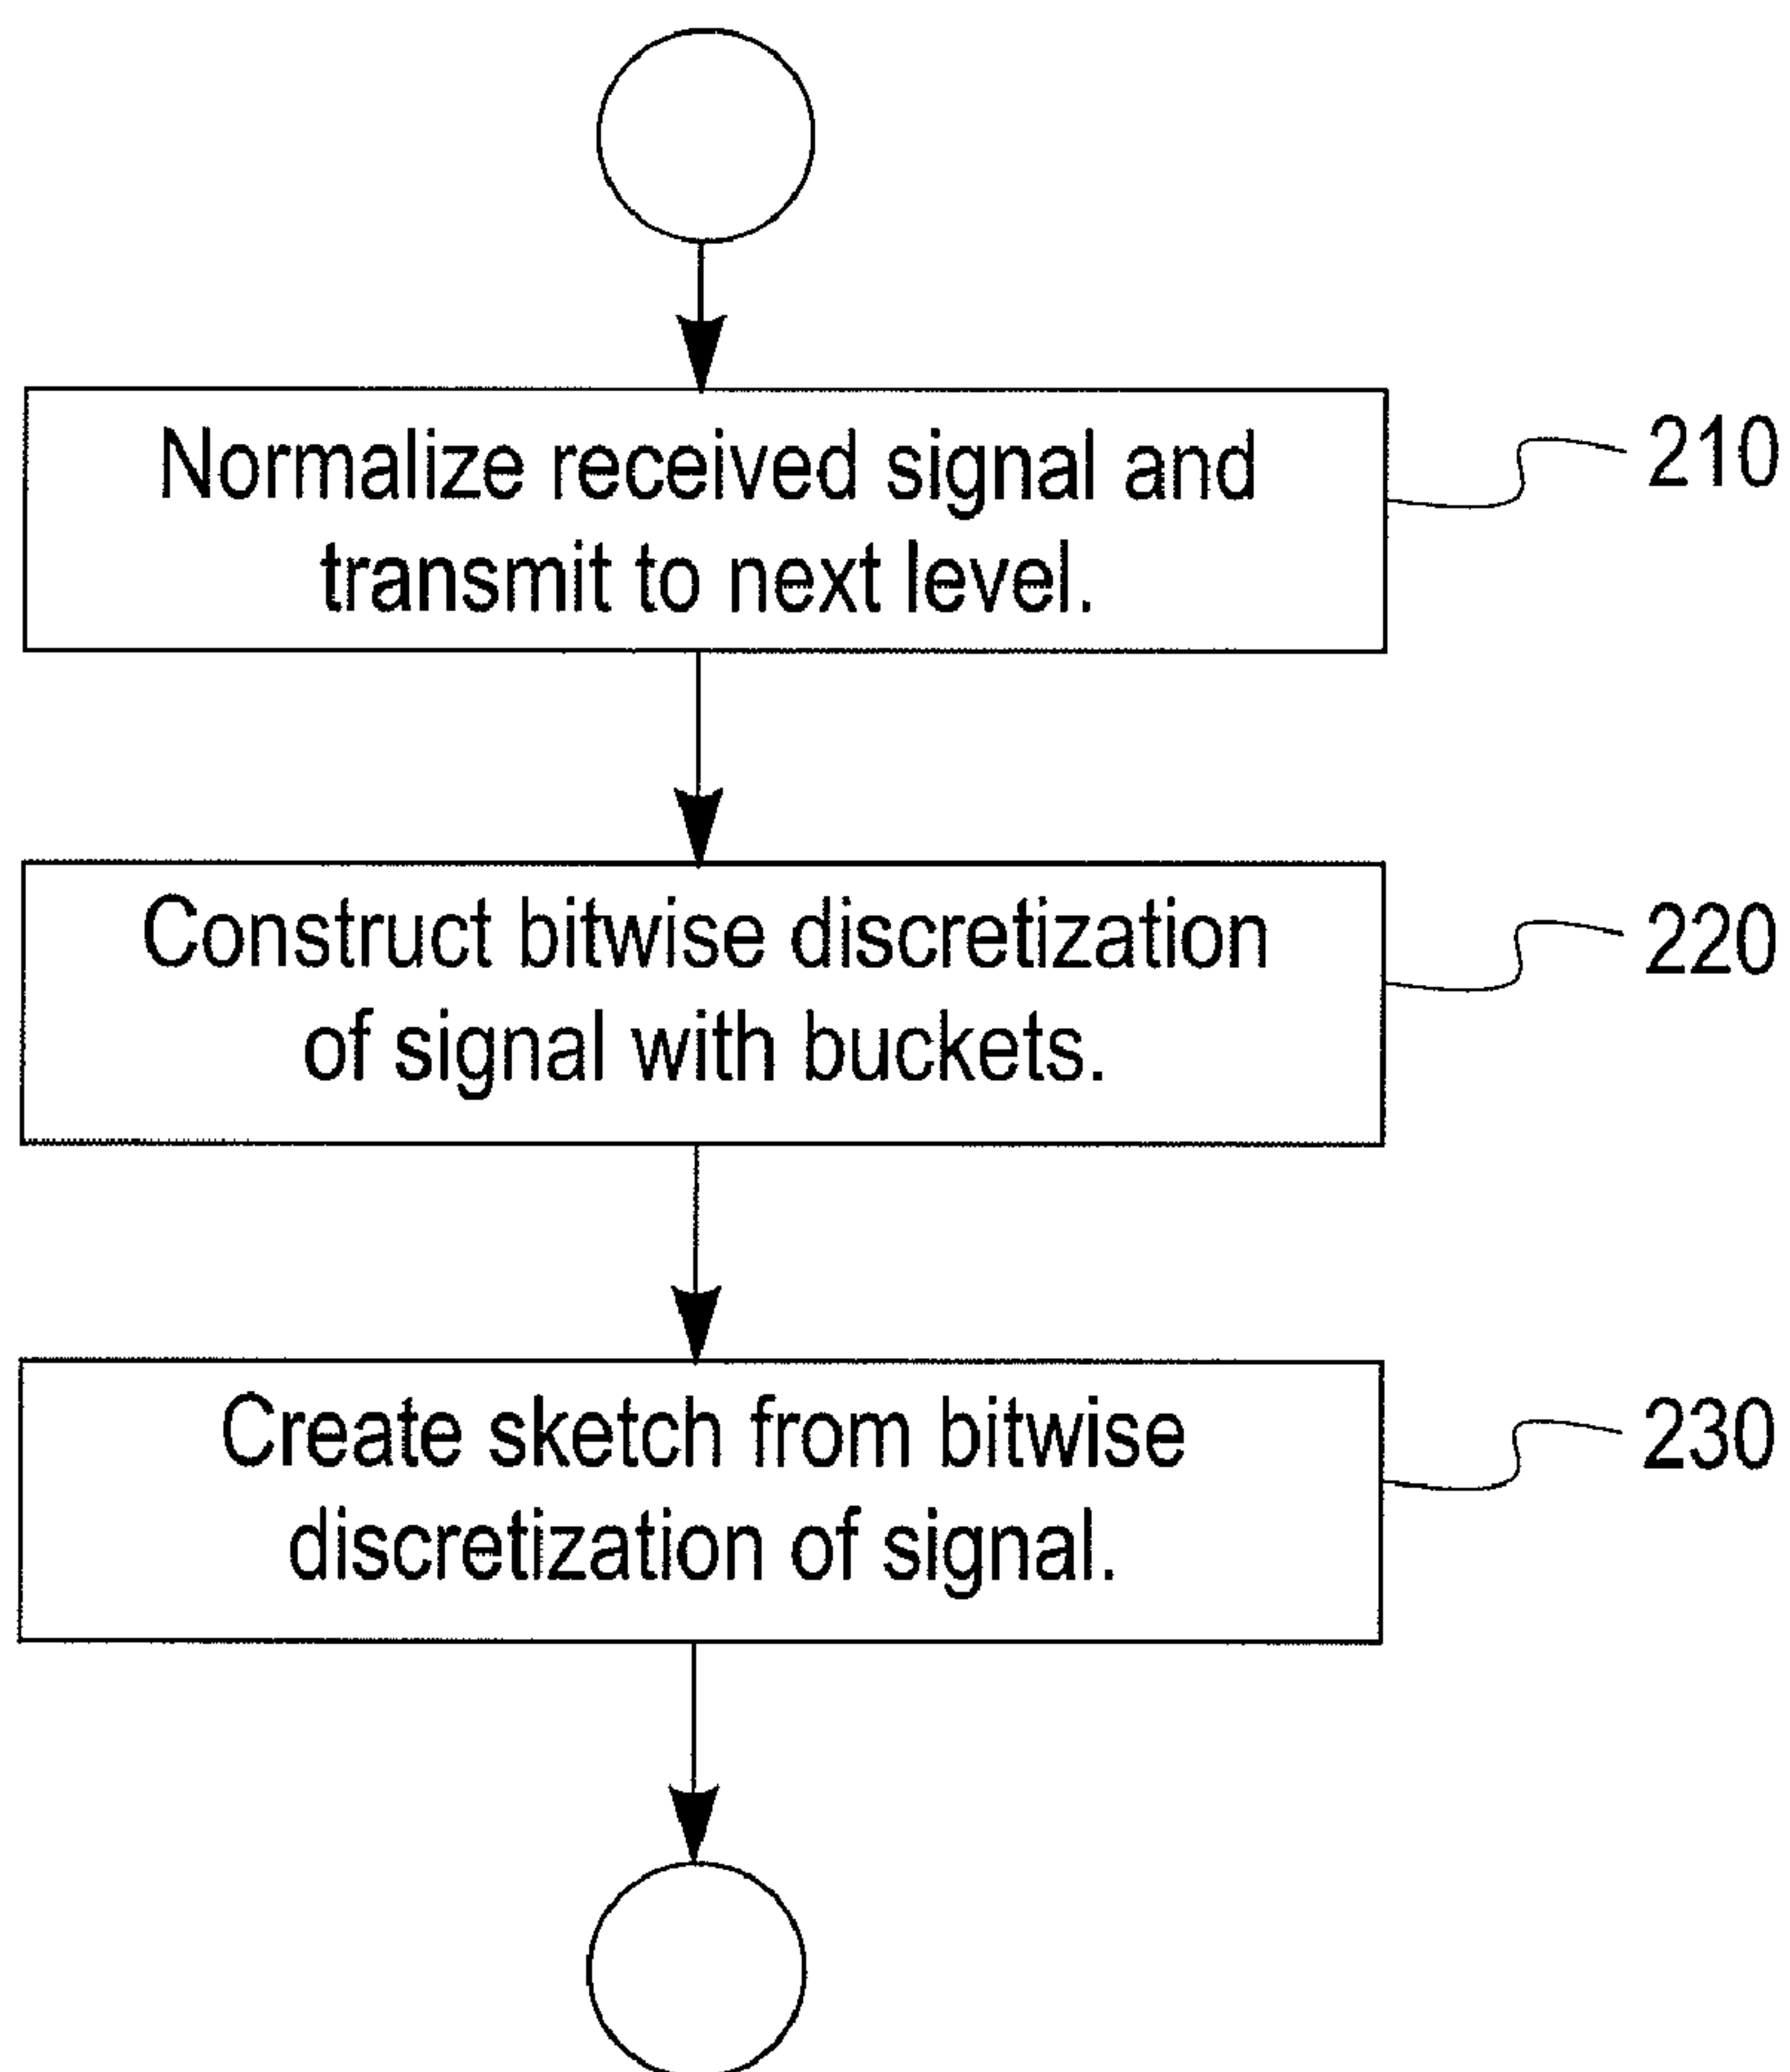 Normalize received signal and
transmit to next level.
210
Construct bitwise discretization
of signal with buckets.
220
Create sketch from bitwise
discretization of signal.
230